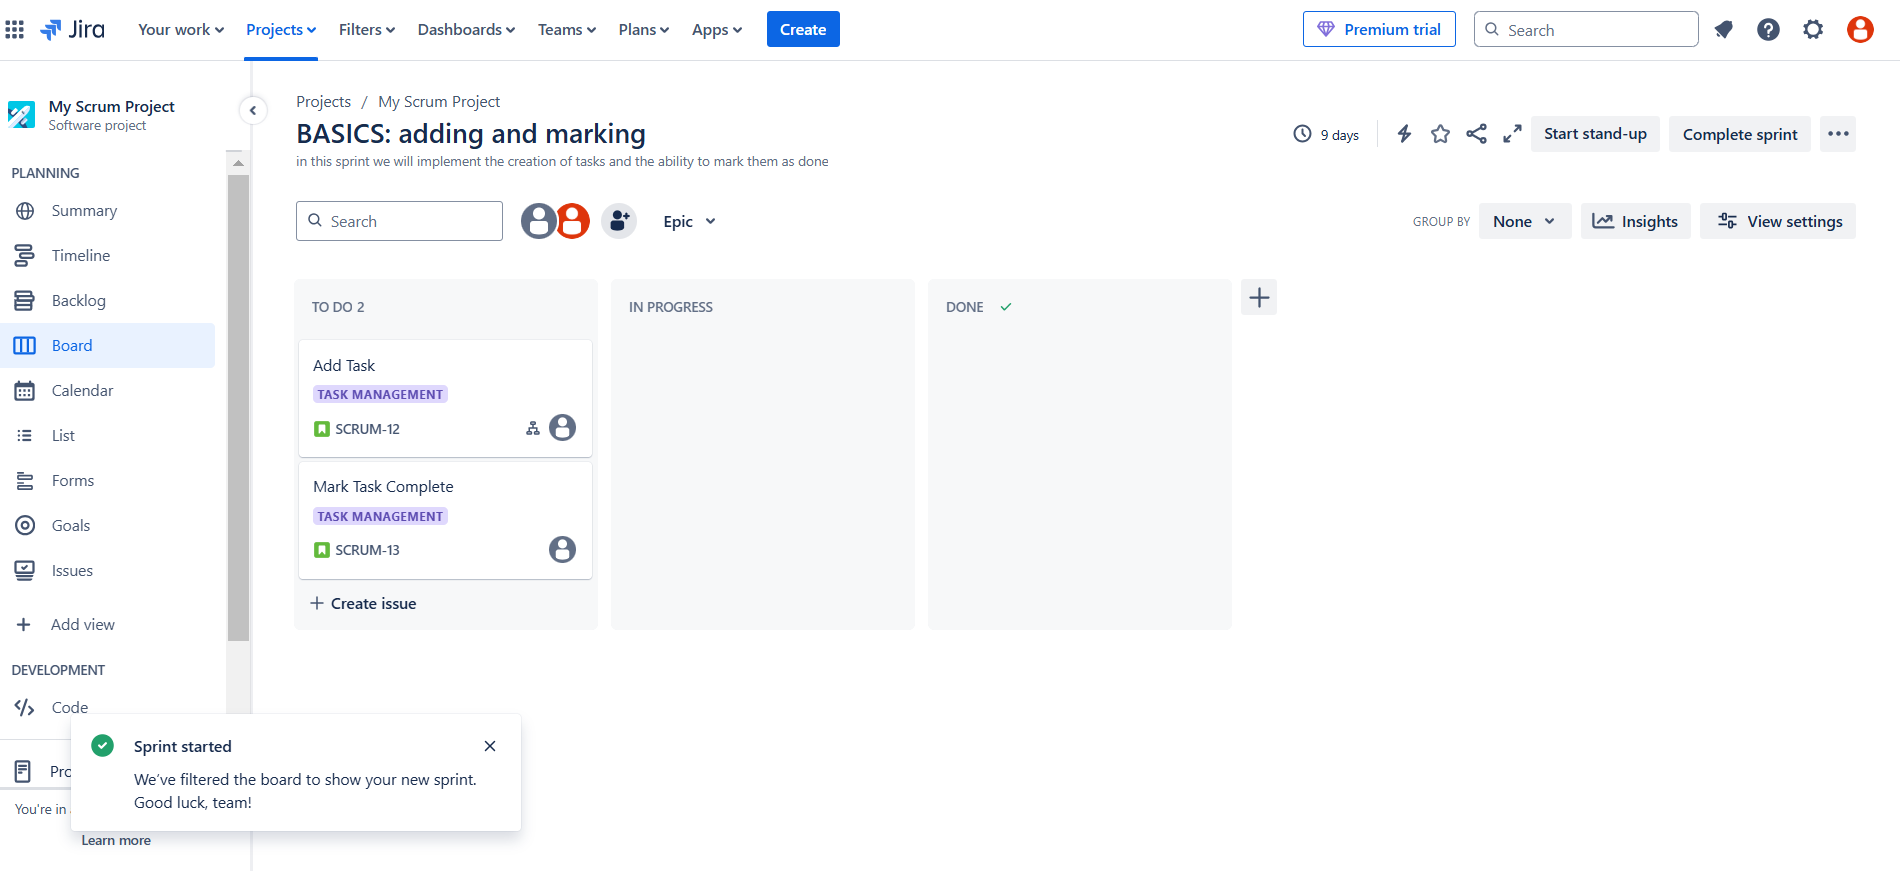 Jira
Your work
Projects
Filters
Dashboards
Teams
Plans
Apps
Create
Premium trial
Search
My Scrum Project
Software project
PLANNING
Summary
Timeline
Backlog
Board
Calendar
List
Forms
Goals
Issues
Add view
DEVELOPMENT
Code
Pro
You're in
Learn more
Projects / My Scrum Project
BASICS: adding and marking
in this sprint we will implement the creation of tasks and the ability to mark them as done
9 days
Start stand-up
Complete sprint
Search
Epic
GROUP BY
None
Insights
View settings
TO DO 2
Add Task
TASK MANAGEMENT
SCRUM-12
Mark Task Complete
TASK MANAGEMENT
SCRUM-13
Create issue
IN PROGRESS
DONE
Sprint started
We've filtered the board to show your new sprint.
Good luck, team!